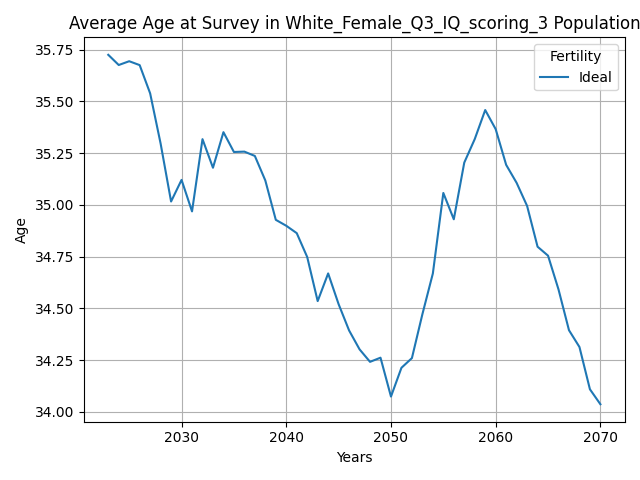 Average Age at Survey in White_Female_Q3_IQ_scoring_3 Population
35.75
35.50
35.25
35.00
34.75
34.50
34.25
34.00
Age
Fertility
Ideal
2030 2040 2050 2060 2070
Years